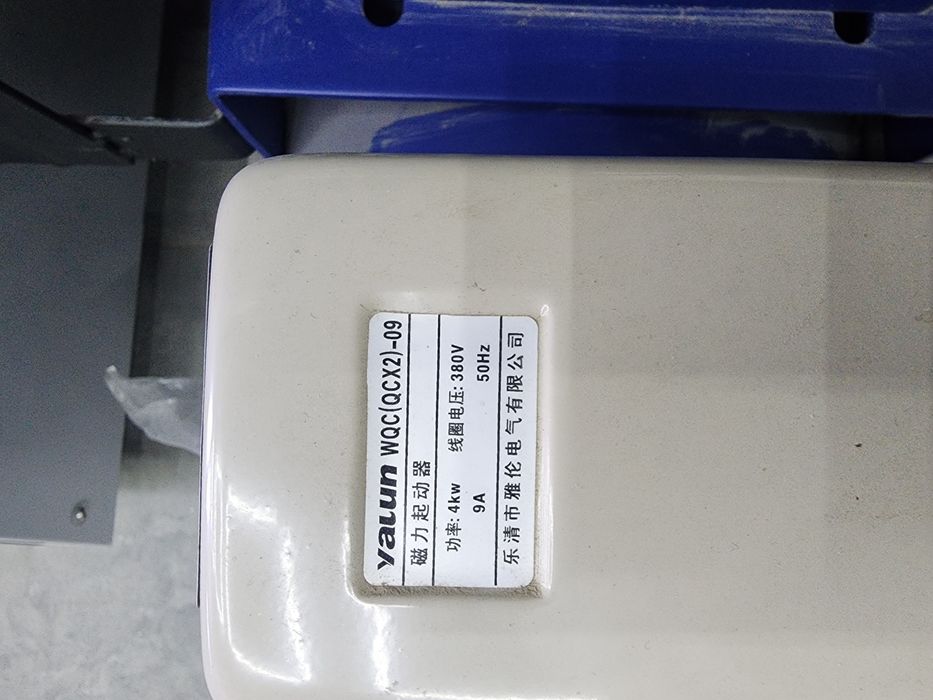 Yalun WQC(QCX2)-09
磁力起动器
功率: 4kw 线圈电压: 380V
9A 50Hz
乐清市雅伦电气有限公司